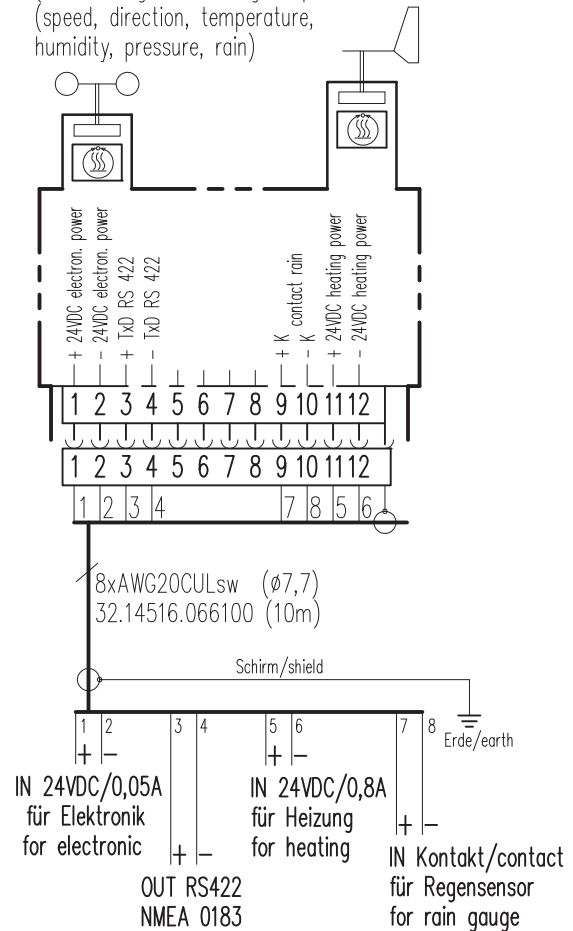 (speed, direction, temperature,
humidity, pressure, rain)
+ 24VDC electron. power
- 24VDC electron. power
+ TxD RS 422
- TxD RS 422
+ K
contact rain
- K
+ 24VDC heating power
- 24VDC heating power
1 2 3 4 5 6 7 8 9 10 11 12
1 2 3 4 5 6 7 8 9 10 11 12
1 2 3 4 7 8 5 6
8xAWG20CULsw (ø7,7)
32.14516.066100 (10m)
Schirm/shield
1 2 3 4 5 6 7 8
Erde/earth
+ - + -
IN 24VDC/0,05A
für Elektronik
for electronic
IN 24VDC/0,8A
für Heizung
for heating
+ -
+ -
OUT RS422
NMEA 0183
IN Kontakt/contact
für Regensensor
for rain gauge